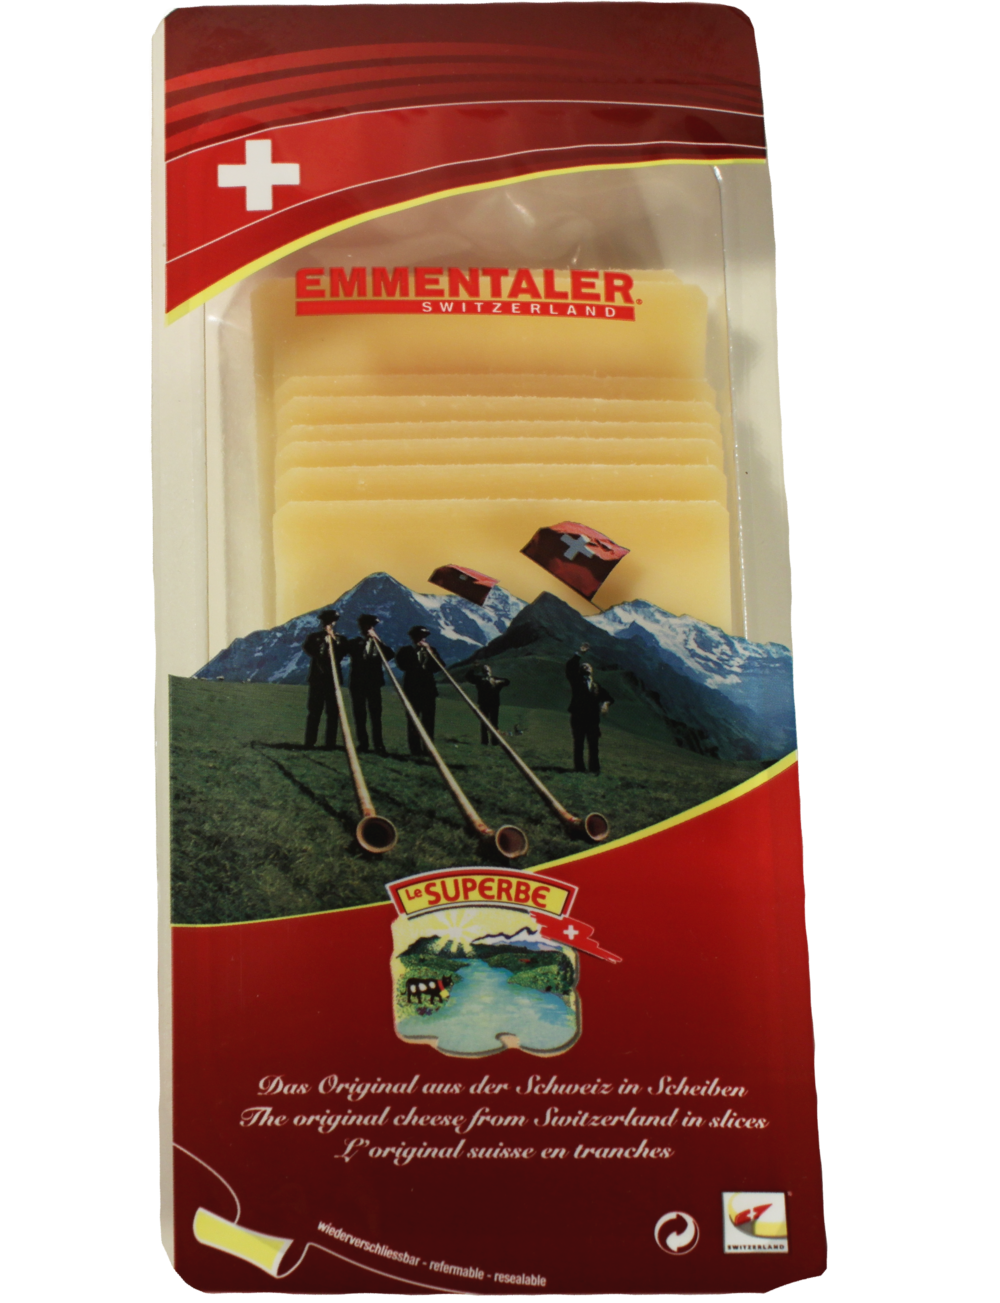 EMMENTALER®
SWITZERLAND
Le SUPERBE
Das Original aus der Schweiz in Scheiben
The original cheese from Switzerland in slices
L'original suisse en tranches
wiederverschliessbar - refermable - resealable
SWITZERLAND